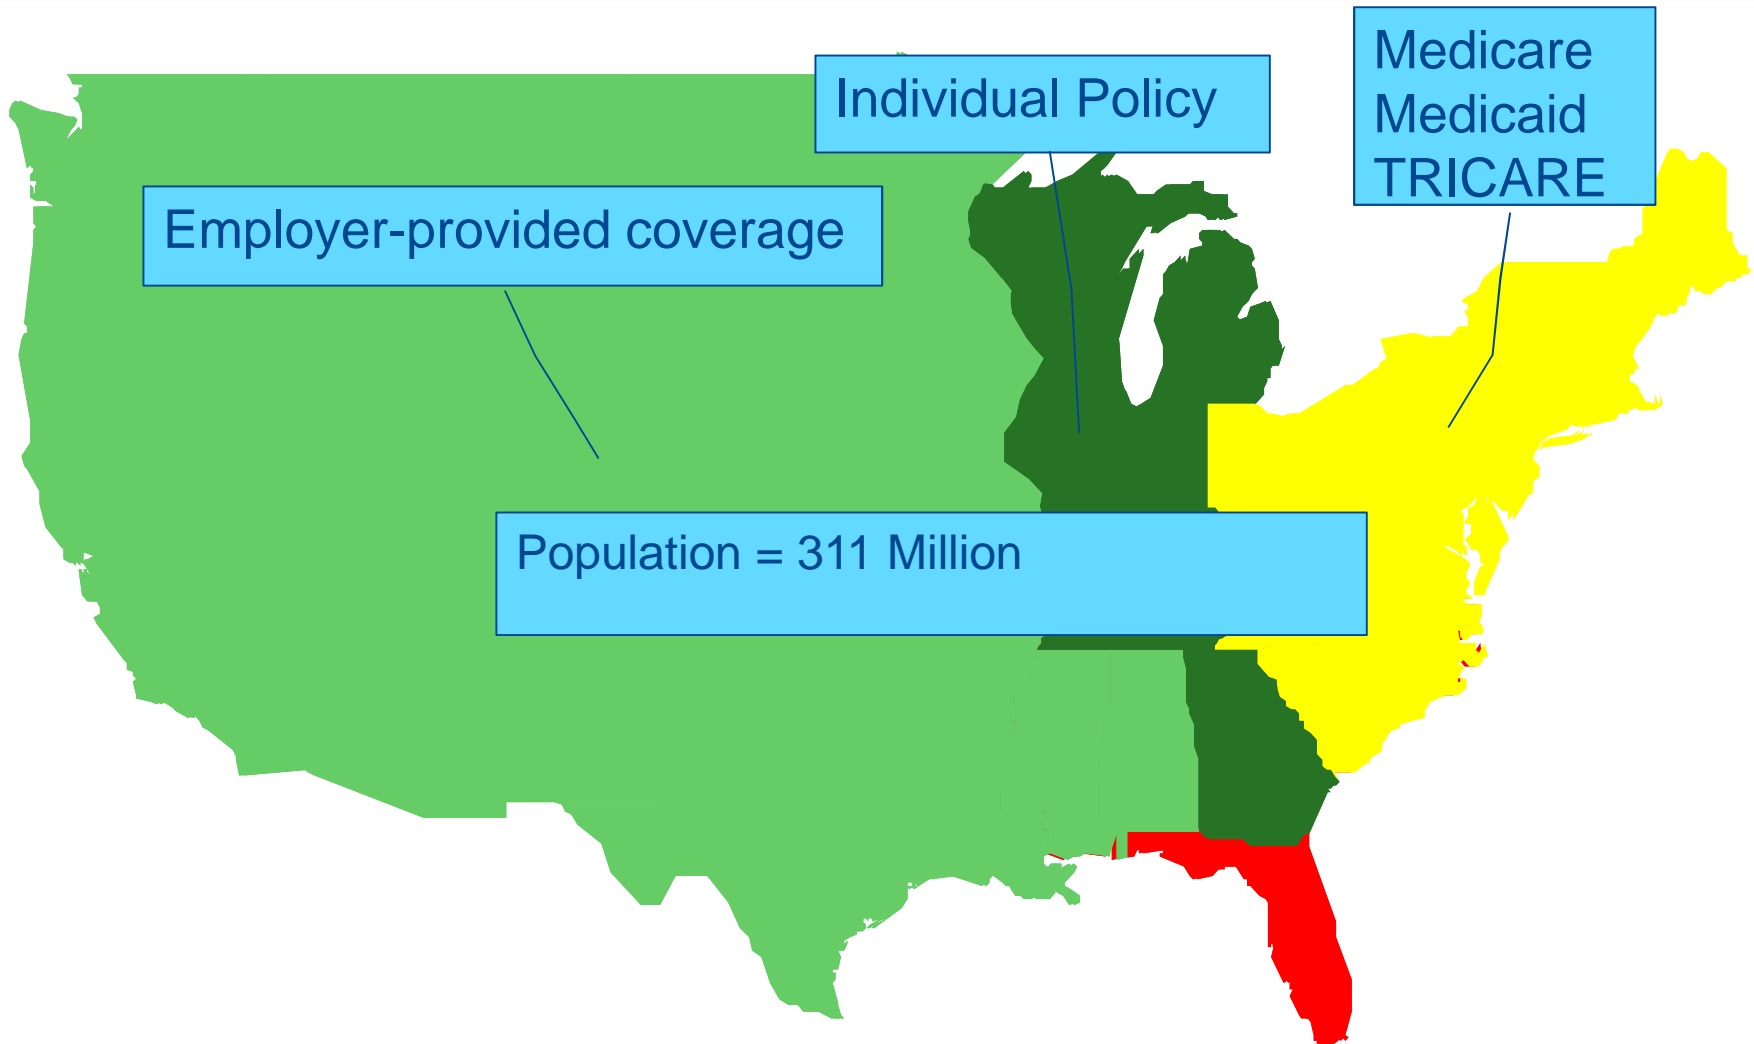 Individual Policy
Medicare
Medicaid
TRICARE
Employer-provided coverage
Population = 311 Million